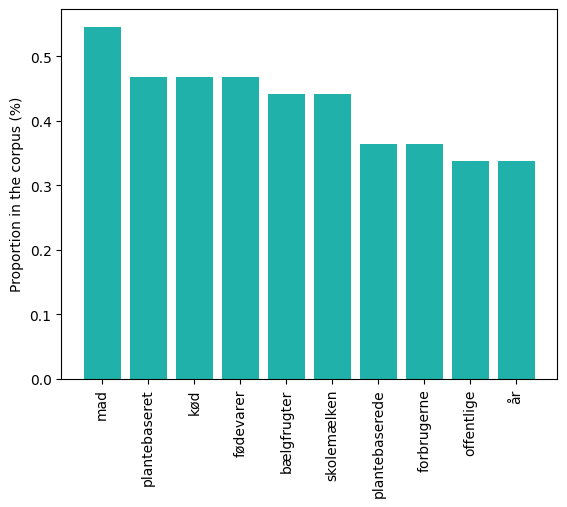 Proportion in the corpus (%)
0.5
0.4
0.3
0.2
0.1
0.0
mad
plantebaseret
kød
fødevarer
bælgfrugter
skolemælken
plantebaserede
forbrugerne
offentlige
år